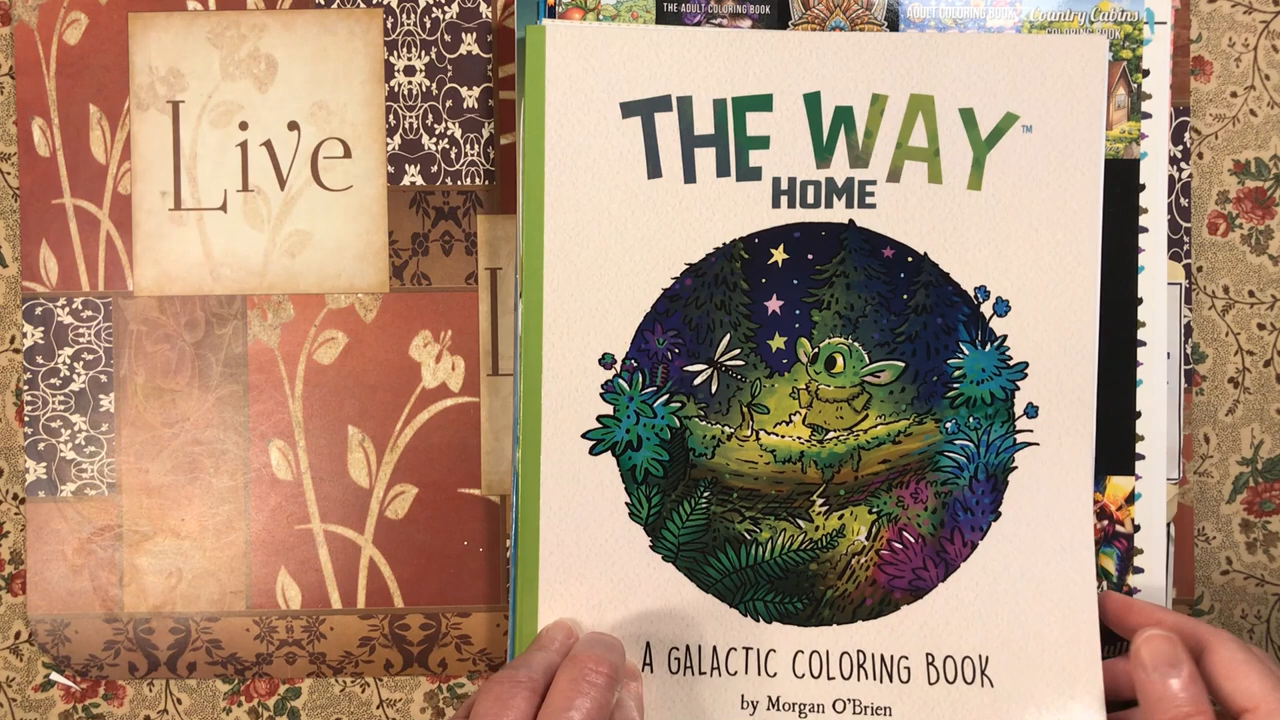 THE ADULT COLORING BOOK
ADULT COLORING BOOK
Country Cabins
COLORING BOOK
Live
L
THE WAY™
HOME
A GALACTIC COLORING BOOK
by Morgan O'Brien